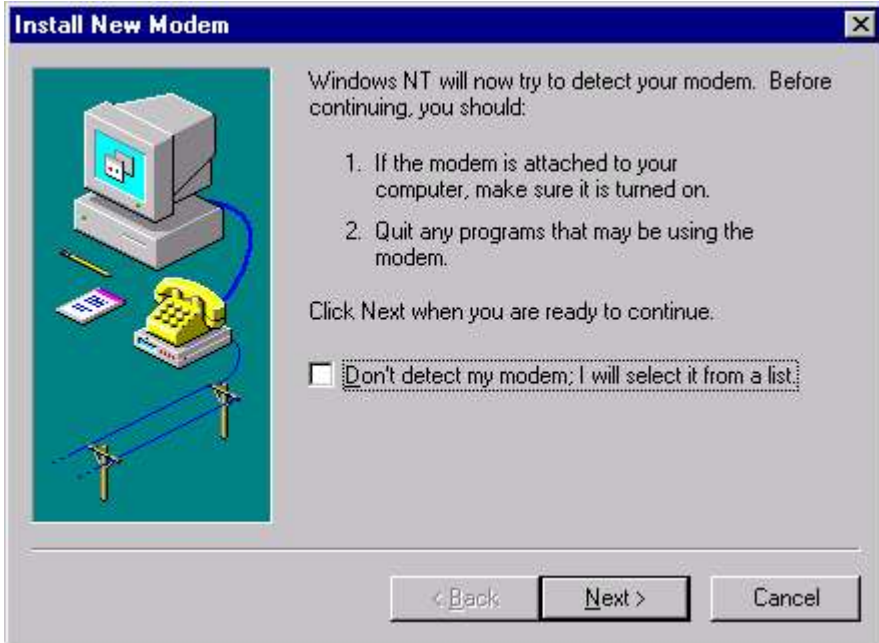 Install New Modem
Windows NT will now try to detect your modem.  Before
continuing, you should:
1.  If the modem is attached to your
computer, make sure it is turned on.
2.  Quit any programs that may be using the
modem.
Click Next when you are ready to continue.
Don't detect my modem; I will select it from a list.
< Back
Next >
Cancel